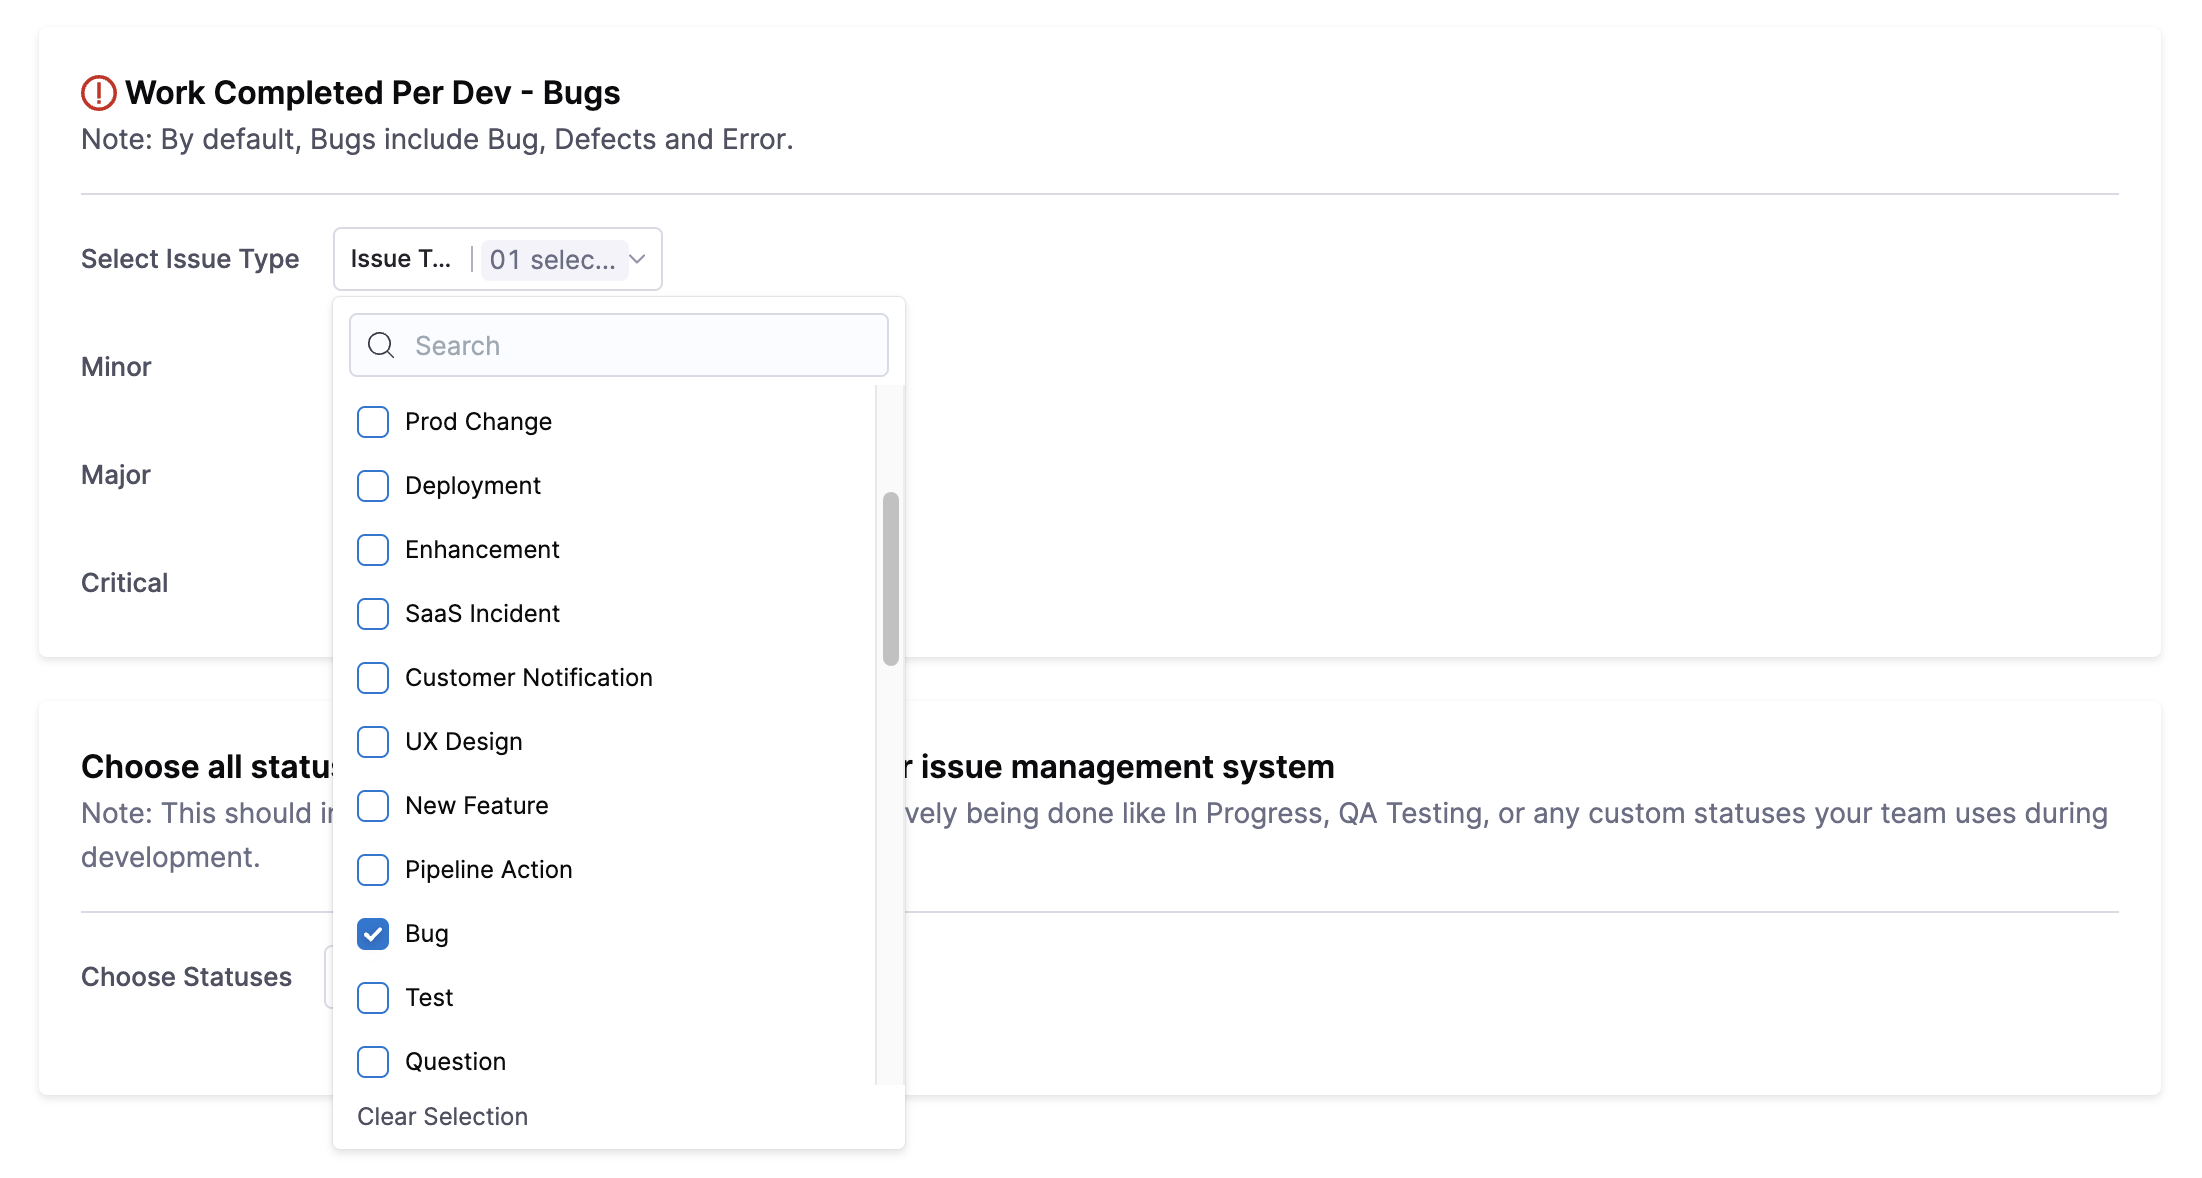 Work Completed Per Dev - Bugs
Note: By default, Bugs include Bug, Defects and Error.
Select Issue Type
Issue T... | 01 selec...
Search
Minor
Major
Critical
Prod Change
Deployment
Enhancement
SaaS Incident
Customer Notification
UX Design
New Feature
Pipeline Action
Bug
Test
Question
Clear Selection
Choose all r issue management system
Note: This should vely being done like In Progress, QA Testing, or any custom statuses your team uses during
development.
Choose Statuses